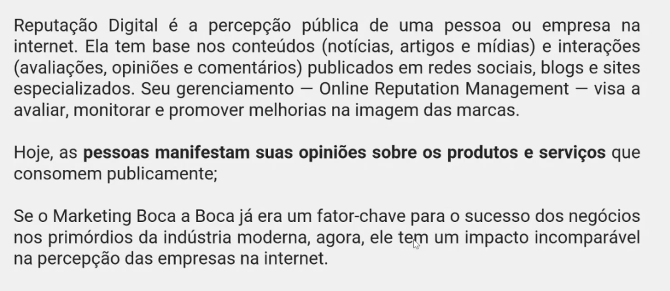 Reputação Digital é a percepção pública de uma pessoa ou empresa na
internet. Ela tem base nos conteúdos (notícias, artigos e mídias) e interações
(avaliações, opiniões e comentários) publicados em redes sociais, blogs e sites
especializados. Seu gerenciamento — Online Reputation Management — visa a
avaliar, monitorar e promover melhorias na imagem das marcas.
Hoje, as pessoas manifestam suas opiniões sobre os produtos e serviços que
consomem publicamente;
Se o Marketing Boca a Boca já era um fator-chave para o sucesso dos negócios
nos primórdios da indústria moderna, agora, ele tem um impacto incomparável
na percepção das empresas na internet.